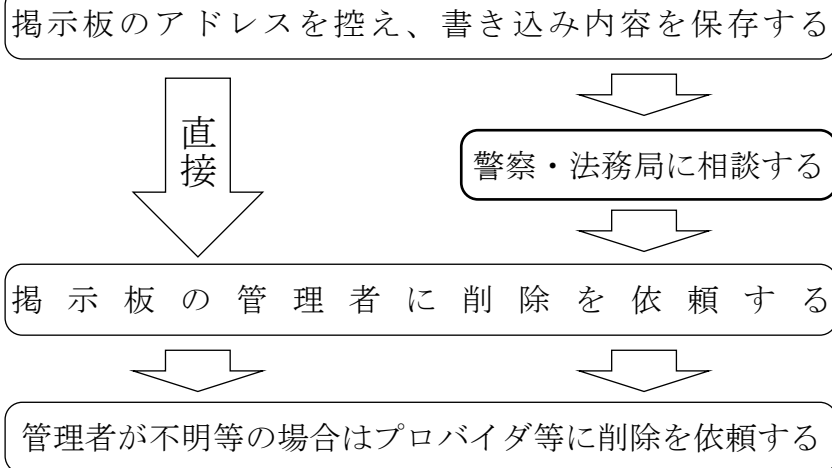 掲示板のアドレスを控え、書き込み内容を保存する
直接
警察・法務局に相談する
掲示板の管理者に削除を依頼する
管理者が不明等の場合はプロバイダ等に削除を依頼する